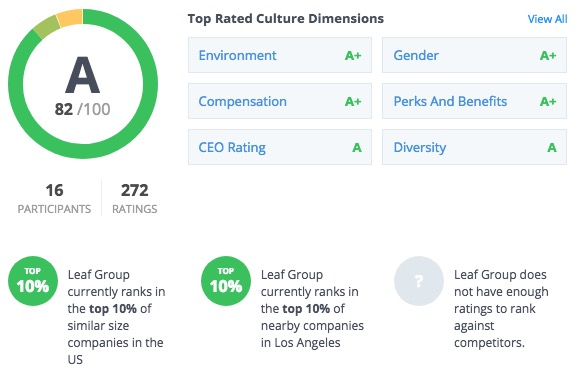 Top Rated Culture Dimensions
View All
A
82 /100
Environment A+
Gender A+
Compensation A+
Perks And Benefits A+
CEO Rating A
Diversity A
16
PARTICIPANTS
272
RATINGS
TOP
10%
Leaf Group
currently ranks in
the top 10% of
similar size
companies in the
US
TOP
10%
Leaf Group
currently ranks in
the top 10% of
nearby companies
in Los Angeles
?
Leaf Group does
not have enough
ratings to rank
against
competitors.